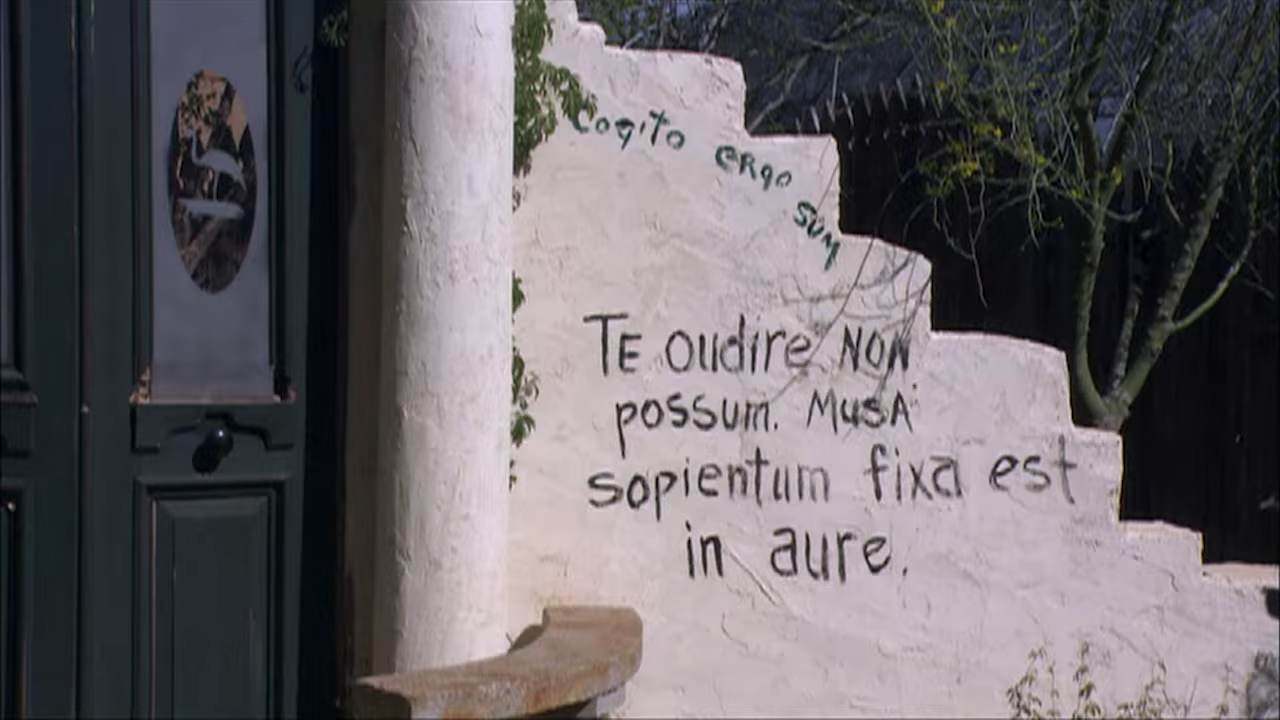 Cogito ERgo SUM
TE oudire NON
possum. MusA
sopientum fixa est
in aure.